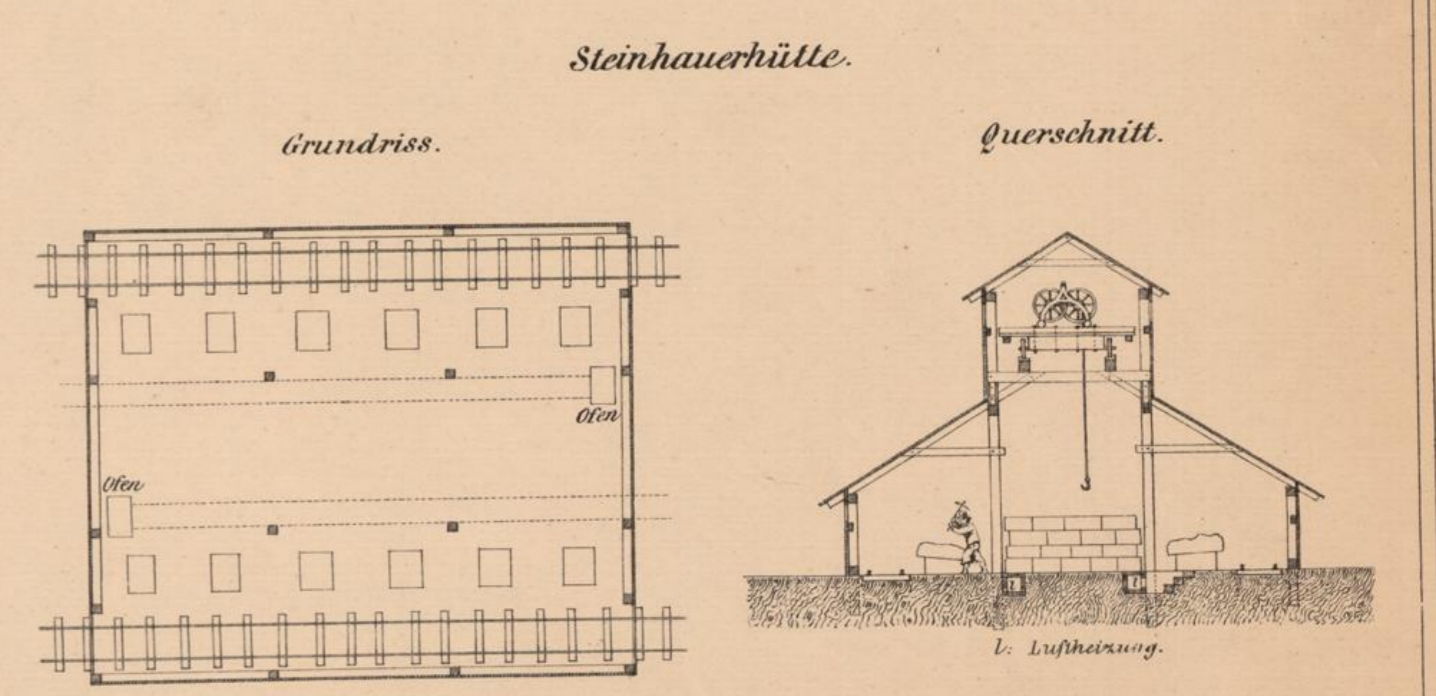 Steinhauerhütte.
Grundriss.
Querschnitt.
Ofen
Ofen
l
l
l: Luftheizung.